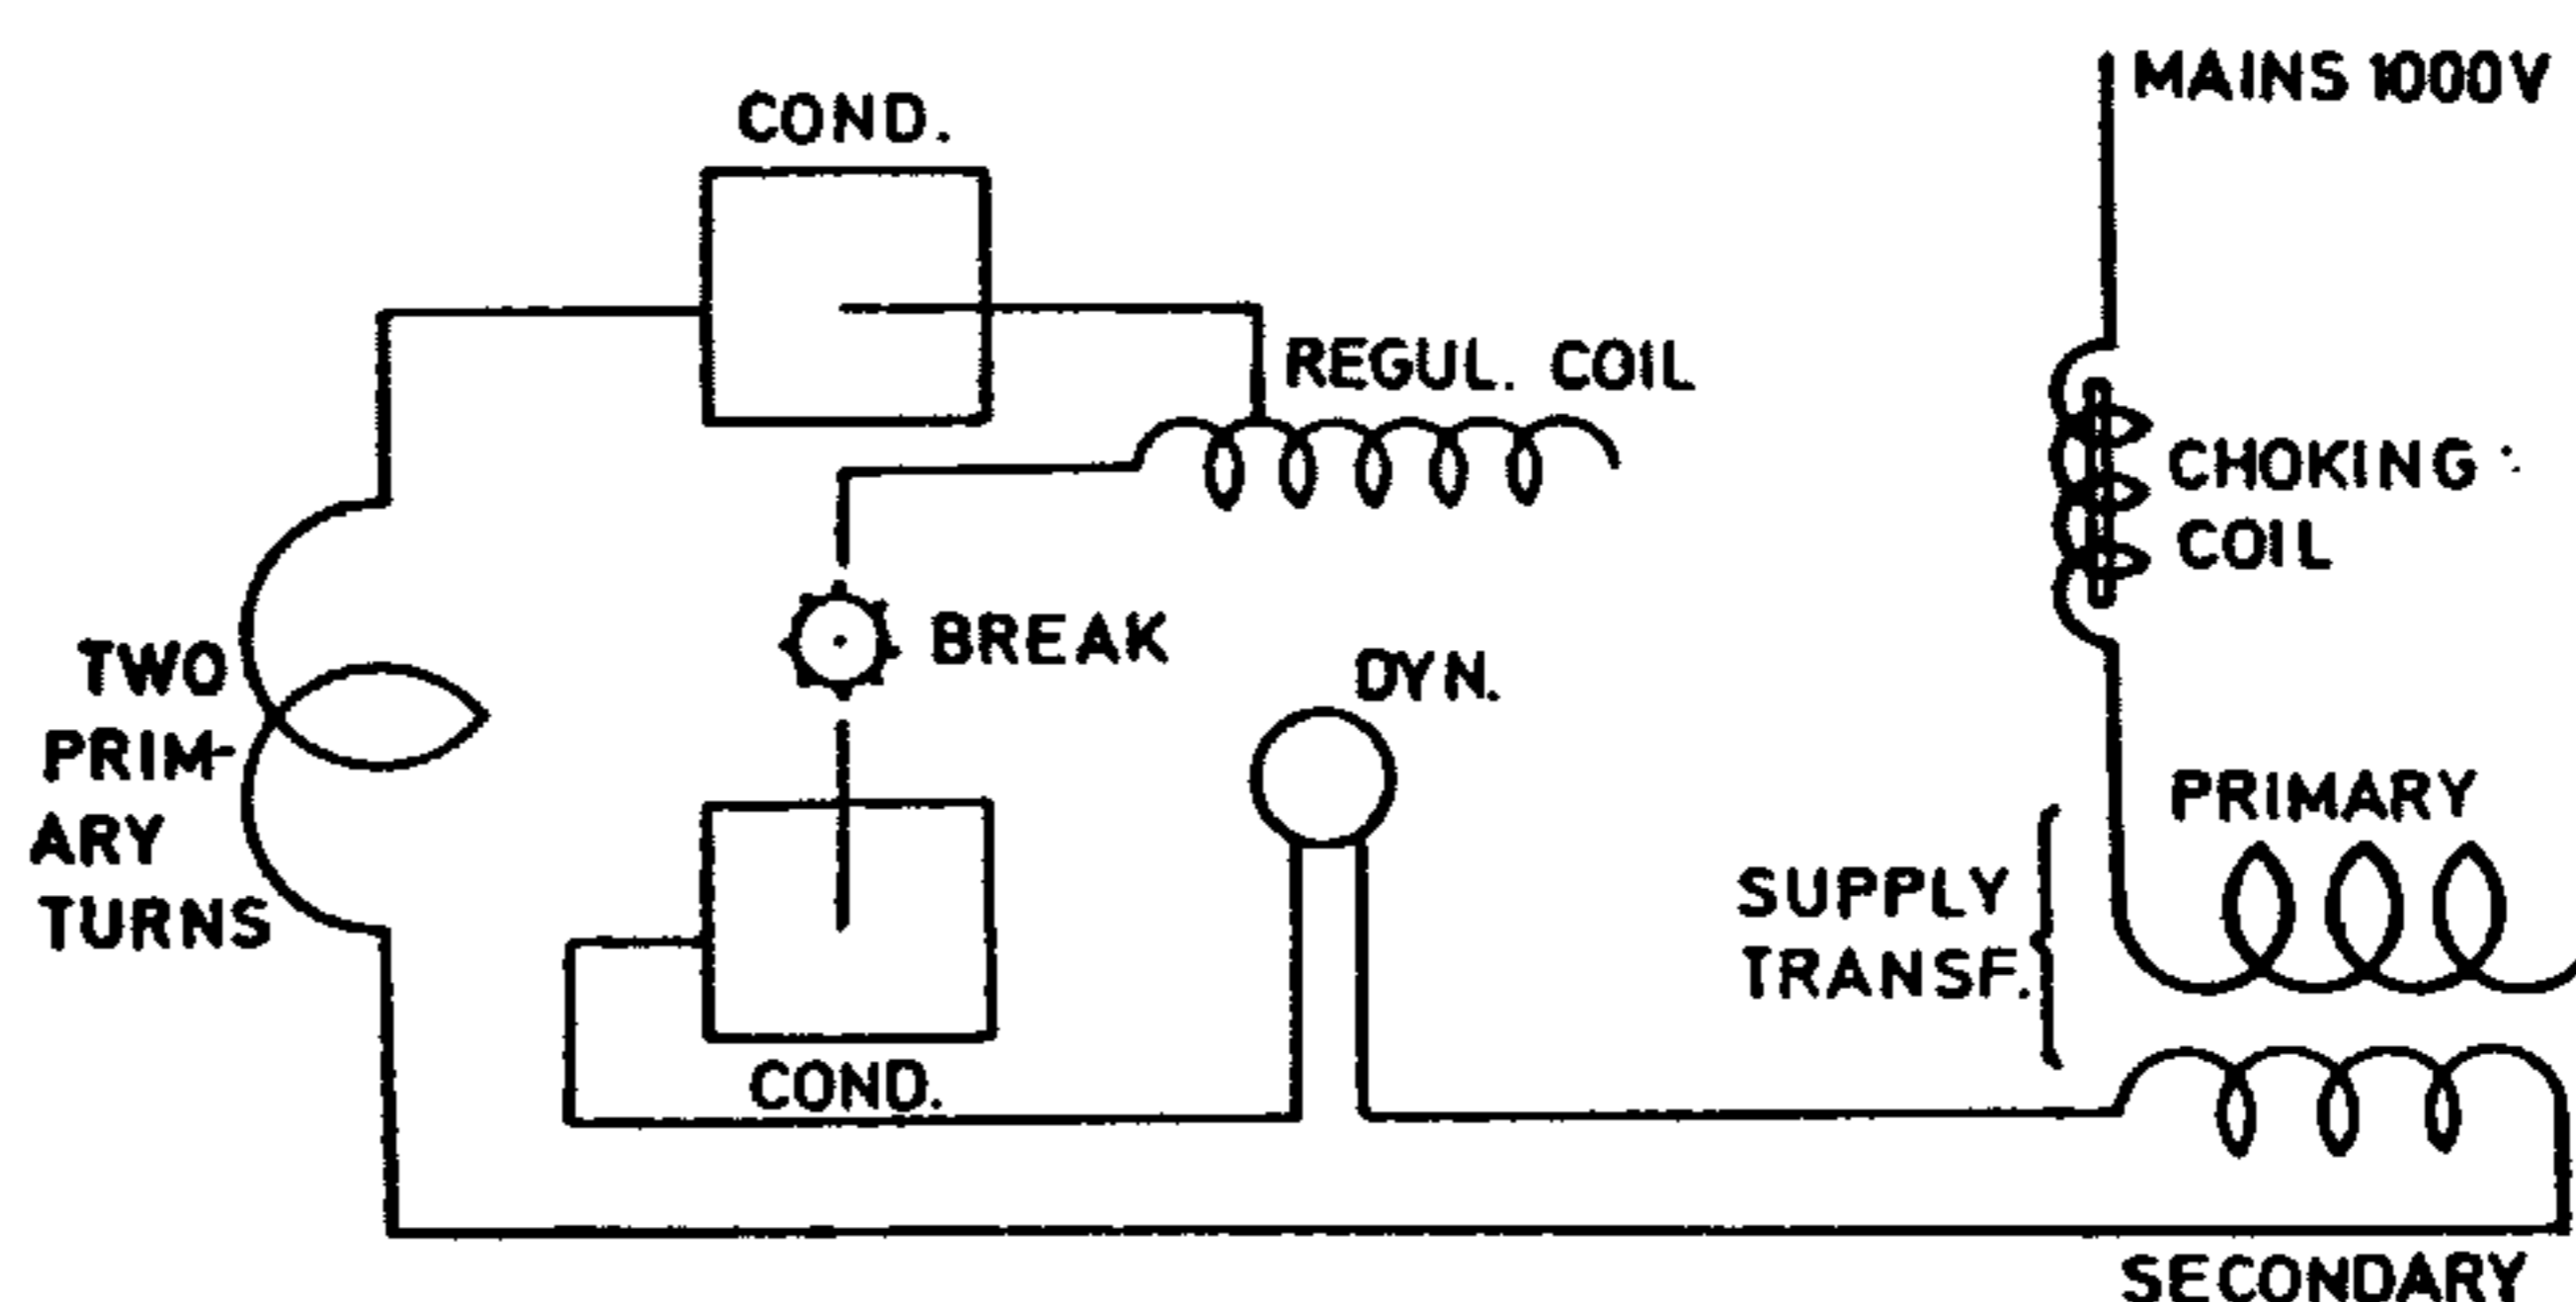 MAINS 1000V
COND.
REGUL. COIL
CHOKING
COIL
BREAK
TWO
PRIM-
ARY
TURNS
DYN.
PRIMARY
SUPPLY
TRANSF.
COND.
SECONDARY